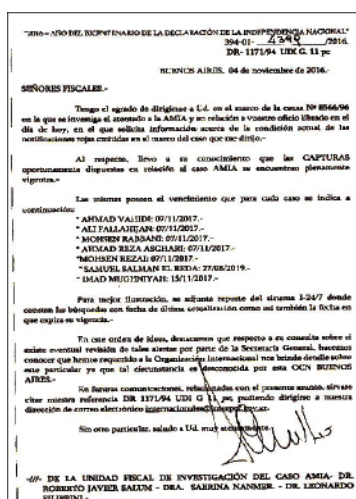 "2016 – AÑO DEL BICENTENARIO DE LA DECLARACIÓN DE LA INDEPENDENCIA NACIONAL"
394-01- /2016.
DR- 1171/94 UDI G. 11 pc
BUENOS AIRES, 04 de noviembre de 2016.-
SEÑORES FISCALES.-
Tengo el agrado de dirigirme a Ud. en el marco de la causa Nº 8566/96
en la que se investiga el atentado a la AMIA y en relación a vuestro oficio librado en el
día de hoy, en el que solicita información acerca de la condición actual de las
notificaciones rojas emitidas en el marco del caso que me dirijo.-
Al respecto, llevo a su conocimiento que las CAPTURAS
oportunamente dispuestas en relación al caso AMIA se encuentran plenamente
vigentes.-
Las mismas poseen el vencimiento que para cada caso se indica a
continuación:
* AHMAD VAHIDI: 07/11/2017.-
* ALI FALLAHIJAN: 07/11/2017.-
* MOHSEN RABBANI: 07/11/2017.-
* AHMAD REZA ASGHARI: 07/11/2017.-
*MOHSEN REZAI: 07/11/2017.-
* SAMUEL SALMAN EL REDA: 27/08/2019.-
* IMAD MUGHNIYAH: 15/11/2017.-
Para mejor ilustración, se adjunta reporte del sistema I-24/7 donde
constan las búsquedas con fecha de última actualización como así también la fecha en
que expira su vigencia.-
En este orden de ideas, destacamos que respecto a su consulta sobre si
existe eventual revisión de tales alertas por parte de la Secretaría General, hacemos
conocer que hemos requerido a la Organización Internacional nos brinde detalle sobre
este particular ya que tal circunstancia es desconocida por esta OCN BUENOS
AIRES.-
En futuras comunicaciones, relacionadas con el presente asunto, sírvase
citar nuestra referencia DR 1171/94 UDI G 11 pc, pudiendo dirigirse a nuestra
dirección de correo electrónico
Sin otro particular, saludo a Ud. muy atentamente.-
-///- DE LA UNIDAD FISCAL DE INVESTIGACIÓN DEL CASO AMIA- DR.
ROBERTO JAVIER SALUM – DRA. SABRINA NAMMER. – DR. LEONARDO
FILIPPINI.-